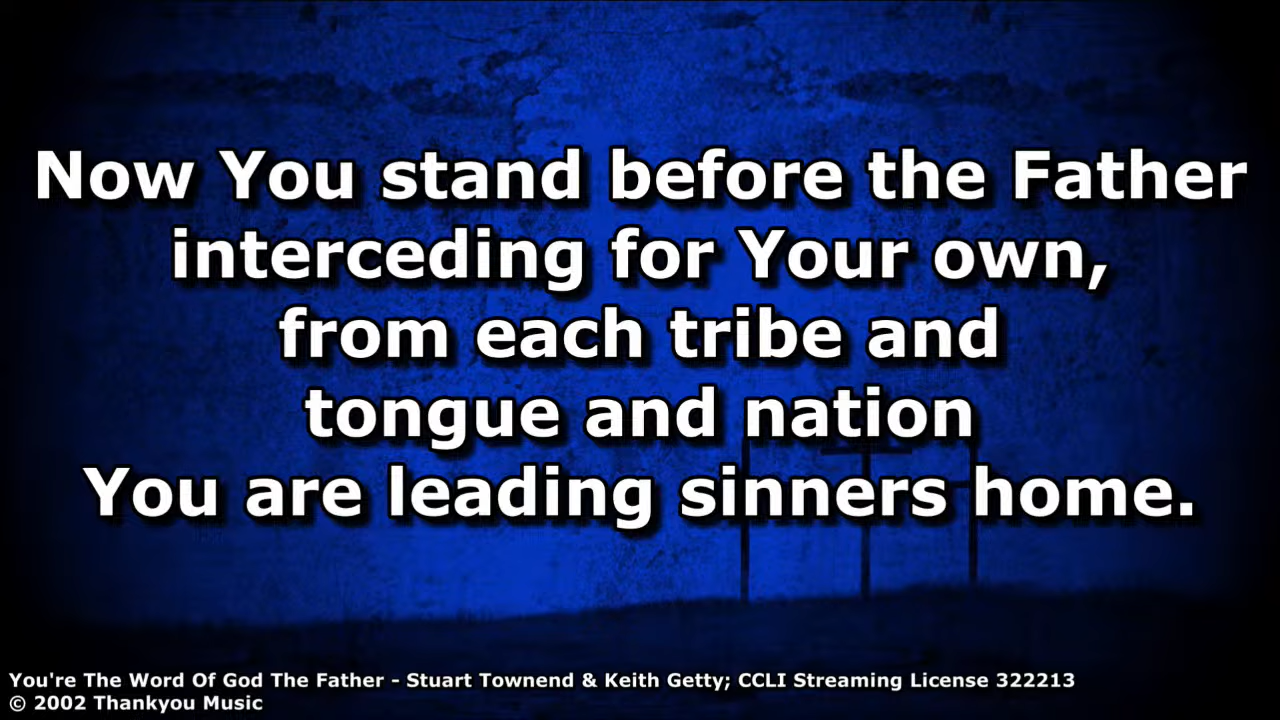 Now You stand before the Father
interceding for Your own,
from each tribe and
tongue and nation
You are leading sinners home.
You're The Word Of God The Father - Stuart Townend & Keith Getty; CCLI Streaming License 322213
© 2002 Thankyou Music